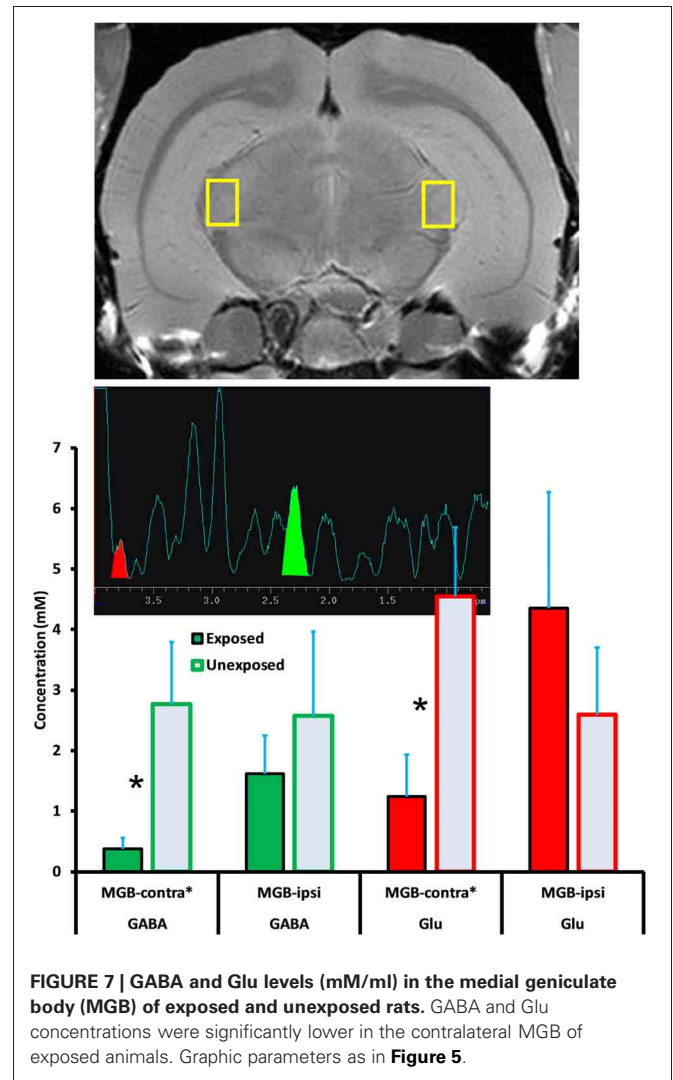 7
6
5
4
3
2
1
0
Concentration (mM)
3.5 3.0 2.5 2.0 1.5
Exposed
Unexposed
*
*
MGB-contra* MGB-ipsi MGB-contra* MGB-ipsi
GABA GABA Glu Glu
FIGURE 7 | GABA and Glu levels (mM/ml) in the medial geniculate
body (MGB) of exposed and unexposed rats. GABA and Glu
concentrations were significantly lower in the contralateral MGB of
exposed animals. Graphic parameters as in Figure 5.